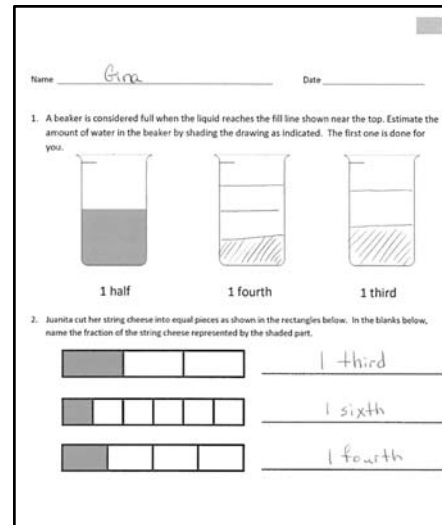 Name Gina Date
1. A beaker is considered full when the liquid reaches the fill line shown near the top. Estimate the
amount of water in the beaker by shading the drawing as indicated. The first one is done for
you.
1 half 1 fourth 1 third
2. Juanita cut her string cheese into equal pieces as shown in the rectangles below. In the blanks below,
name the fraction of the string cheese represented by the shaded part.
1 third
1 sixth
1 fourth